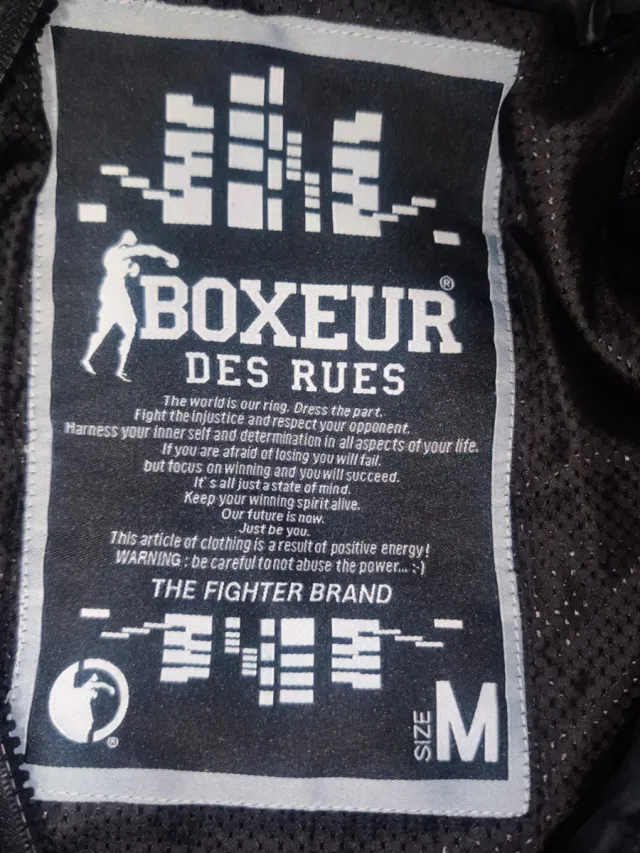 BOXEUR®
DES RUES
The world is our ring. Dress the part.
Fight the injustice and respect your opponent.
Harness your inner self and determination in all aspects of your life.
If you are afraid of losing you will fail.
but focus on winning and you will succeed.
It's all just a state of mind.
Keep your winning spirit alive.
Our future is now.
Just be you.
This article of clothing is a result of positive energy!
WARNING : be careful to not abuse the power... :-)
THE FIGHTER BRAND
®
SIZE M